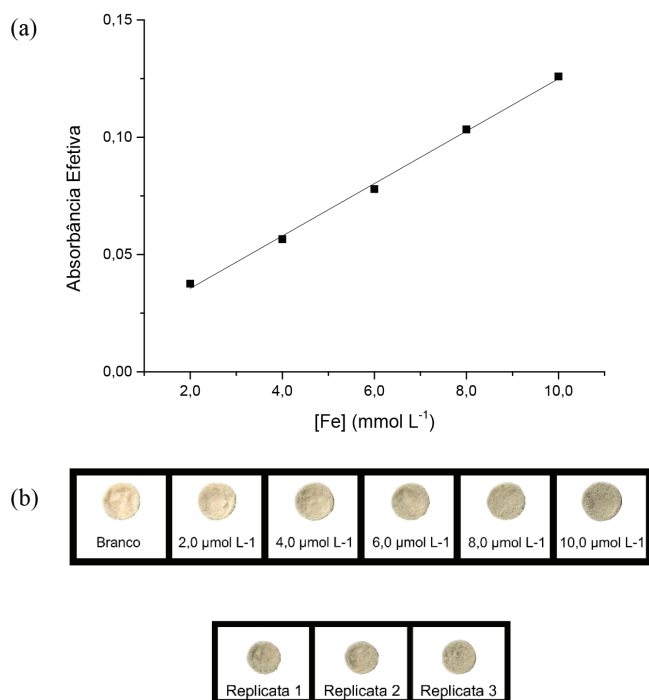 (a)
0,15
0,10
0,05
0,00
Absorbância Efetiva
2,0 4,0 6,0 8,0 10,0
[Fe] (mmol L⁻¹)
(b)
Branco 2,0 µmol L-1 4,0 µmol L-1 6,0 µmol L-1 8,0 µmol L-1 10,0 µmol L-1
Replicata 1 Replicata 2 Replicata 3